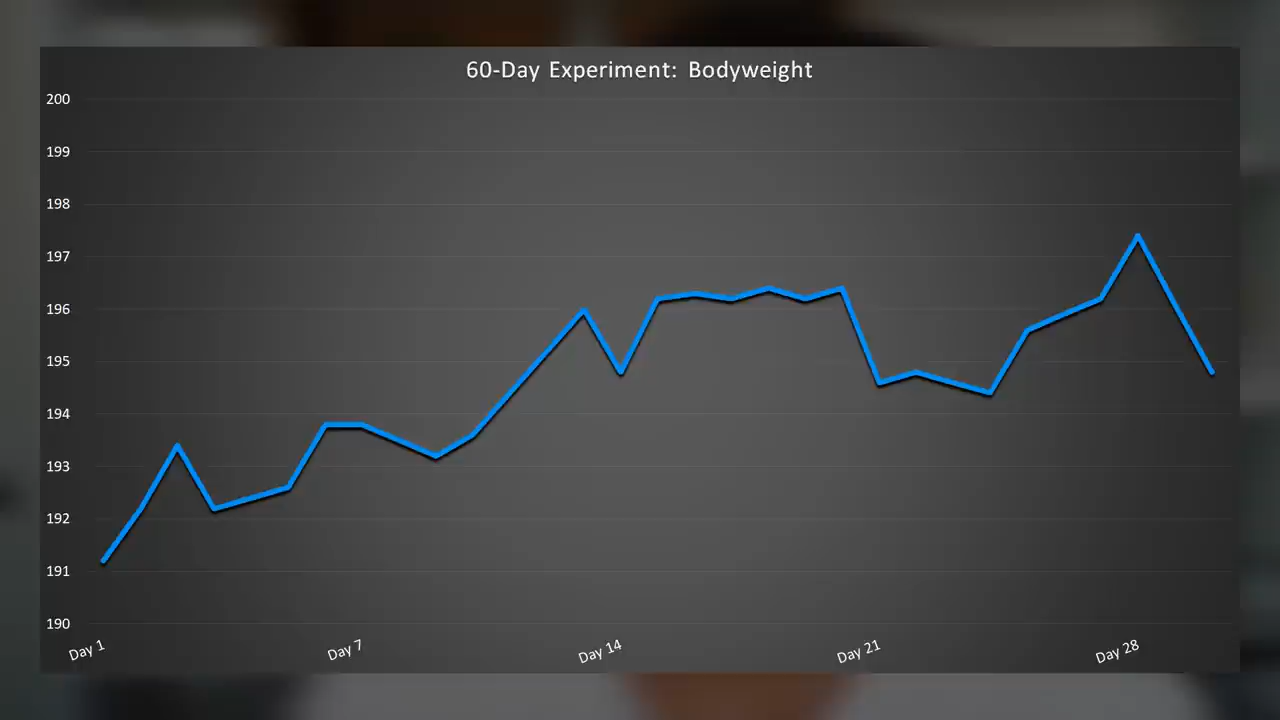 60-Day Experiment: Bodyweight
200
199
198
197
196
195
194
193
192
191
190
Day 1
Day 7
Day 14
Day 21
Day 28